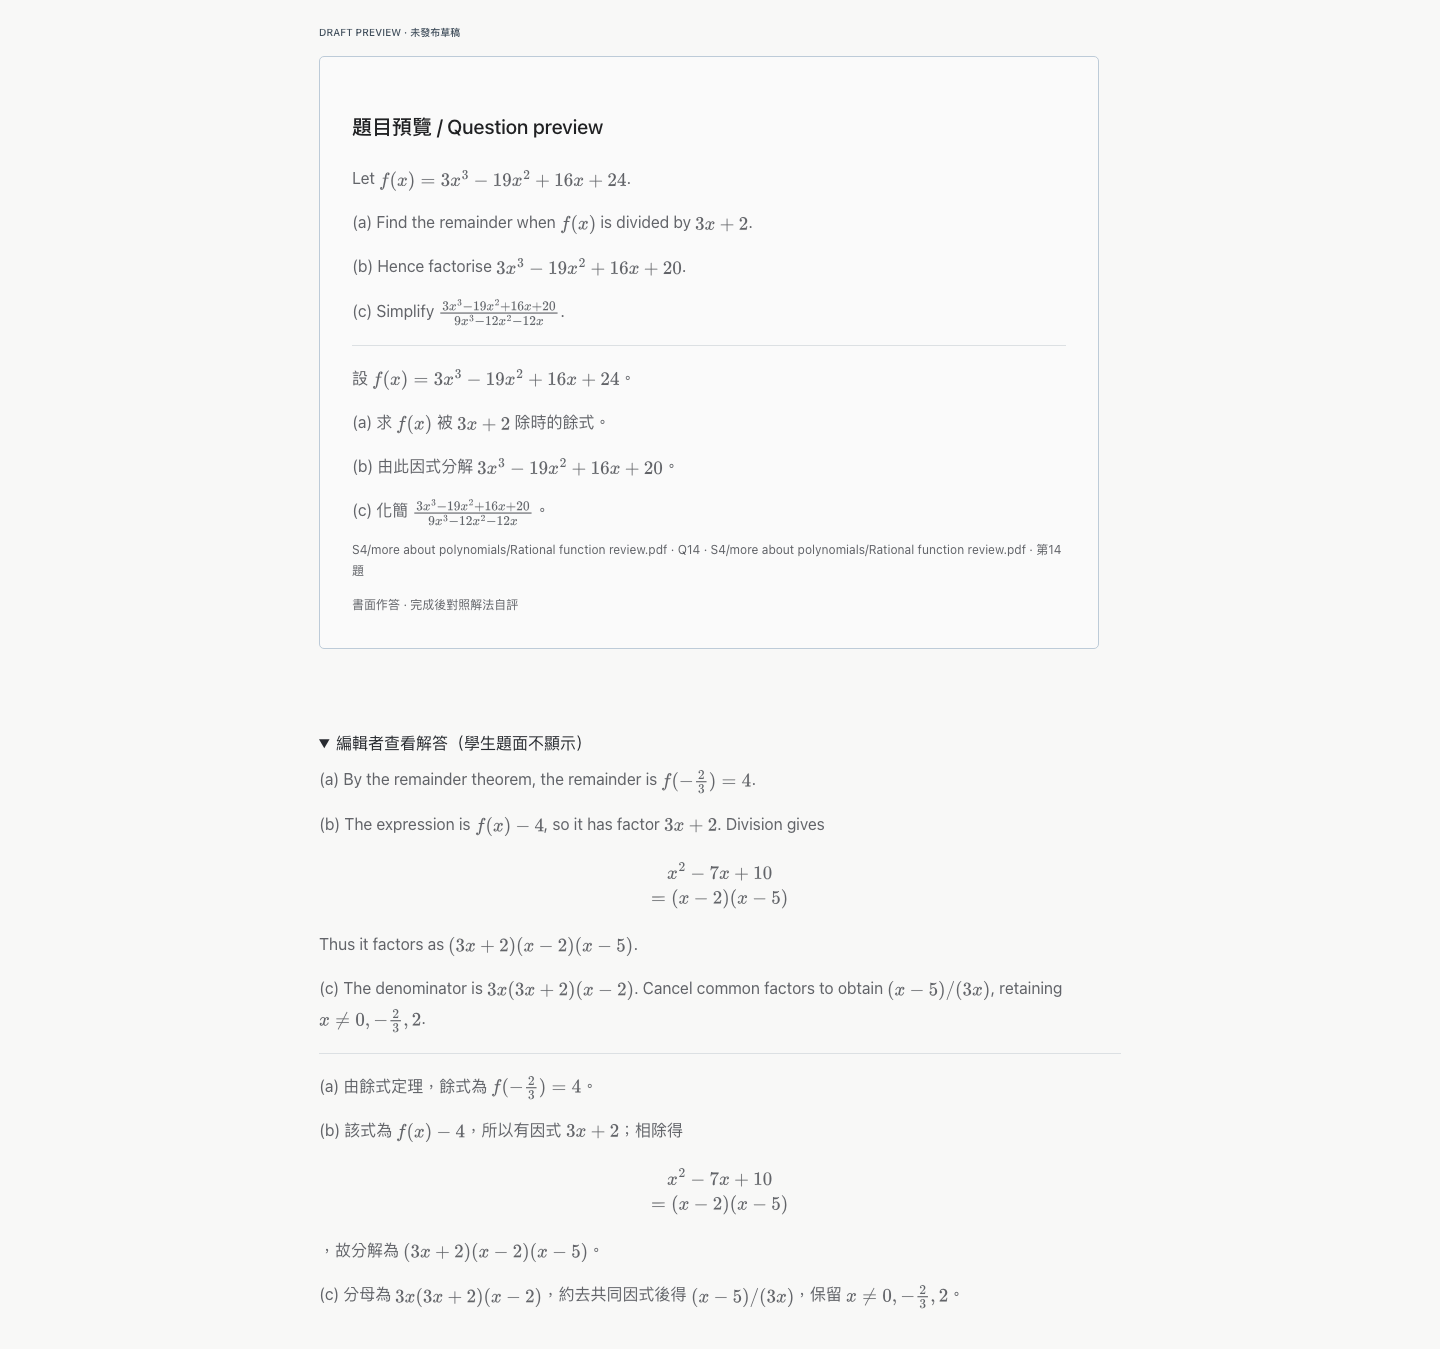 DRAFT PREVIEW · 未發布草稿
題目預覽 / Question preview
Let f(x) = 3x³ − 19x² + 16x + 24.
(a) Find the remainder when f(x) is divided by 3x + 2.
(b) Hence factorise 3x³ − 19x² + 16x + 20.
(c) Simplify \frac{3x³−19x²+16x+20}{9x³−12x²−12x}.
設 f(x) = 3x³ − 19x² + 16x + 24。
(a) 求 f(x) 被 3x + 2 除時的餘式。
(b) 由此因式分解 3x³ − 19x² + 16x + 20。
(c) 化簡 \frac{3x³−19x²+16x+20}{9x³−12x²−12x}。
S4/more about polynomials/Rational function review.pdf · Q14 · S4/more about polynomials/Rational function review.pdf · 第14
題
書面作答 · 完成後對照解法自評
▼ 編輯者查看解答（學生題面不顯示）
(a) By the remainder theorem, the remainder is f(−\frac{2}{3}) = 4.
(b) The expression is f(x) − 4, so it has factor 3x + 2. Division gives
x² − 7x + 10
= (x − 2)(x − 5)
Thus it factors as (3x + 2)(x − 2)(x − 5).
(c) The denominator is 3x(3x + 2)(x − 2). Cancel common factors to obtain (x − 5)/(3x), retaining
x ≠ 0, −\frac{2}{3}, 2.
(a) 由餘式定理，餘式為 f(−\frac{2}{3}) = 4。
(b) 該式為 f(x) − 4，所以有因式 3x + 2；相除得
x² − 7x + 10
= (x − 2)(x − 5)
，故分解為 (3x + 2)(x − 2)(x − 5)。
(c) 分母為 3x(3x + 2)(x − 2)，約去共同因式後得 (x − 5)/(3x)，保留 x ≠ 0, −\frac{2}{3}, 2。